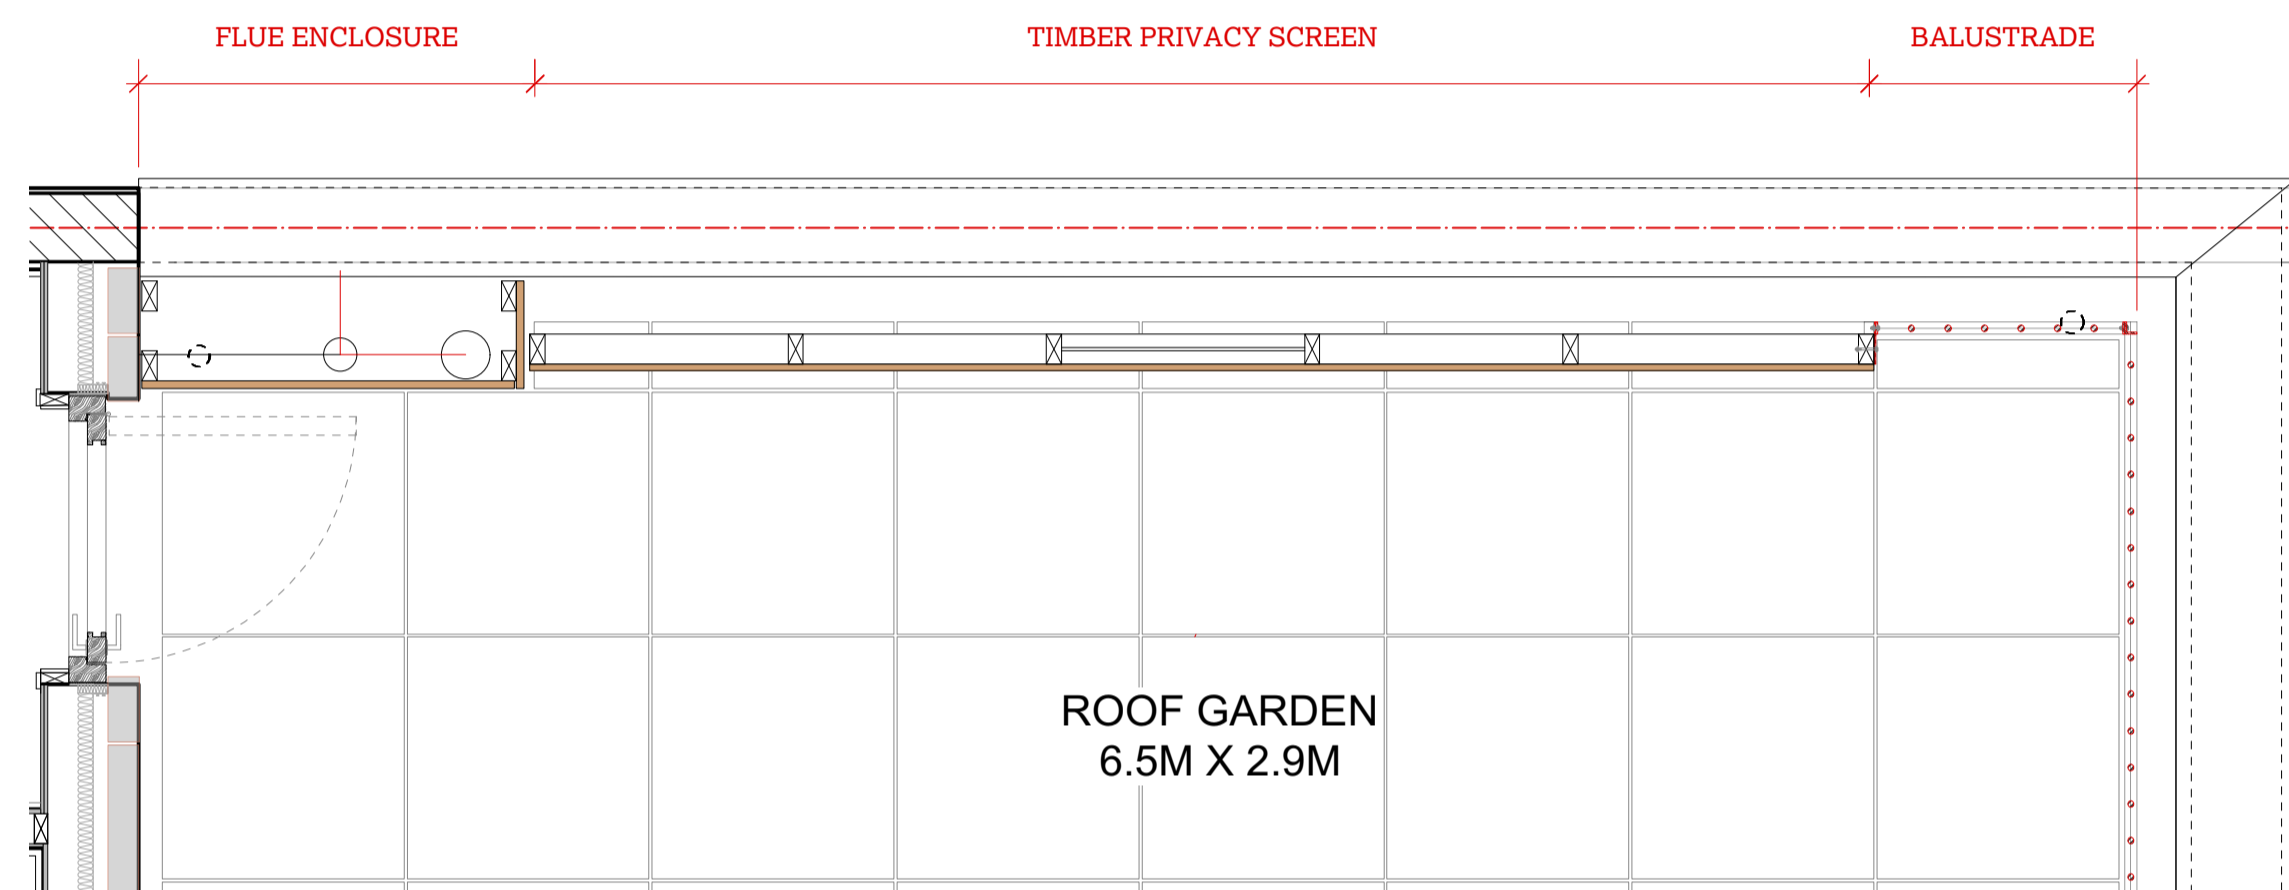 FLUE ENCLOSURE
TIMBER PRIVACY SCREEN
BALUSTRADE
ROOF GARDEN
6.5M X 2.9M